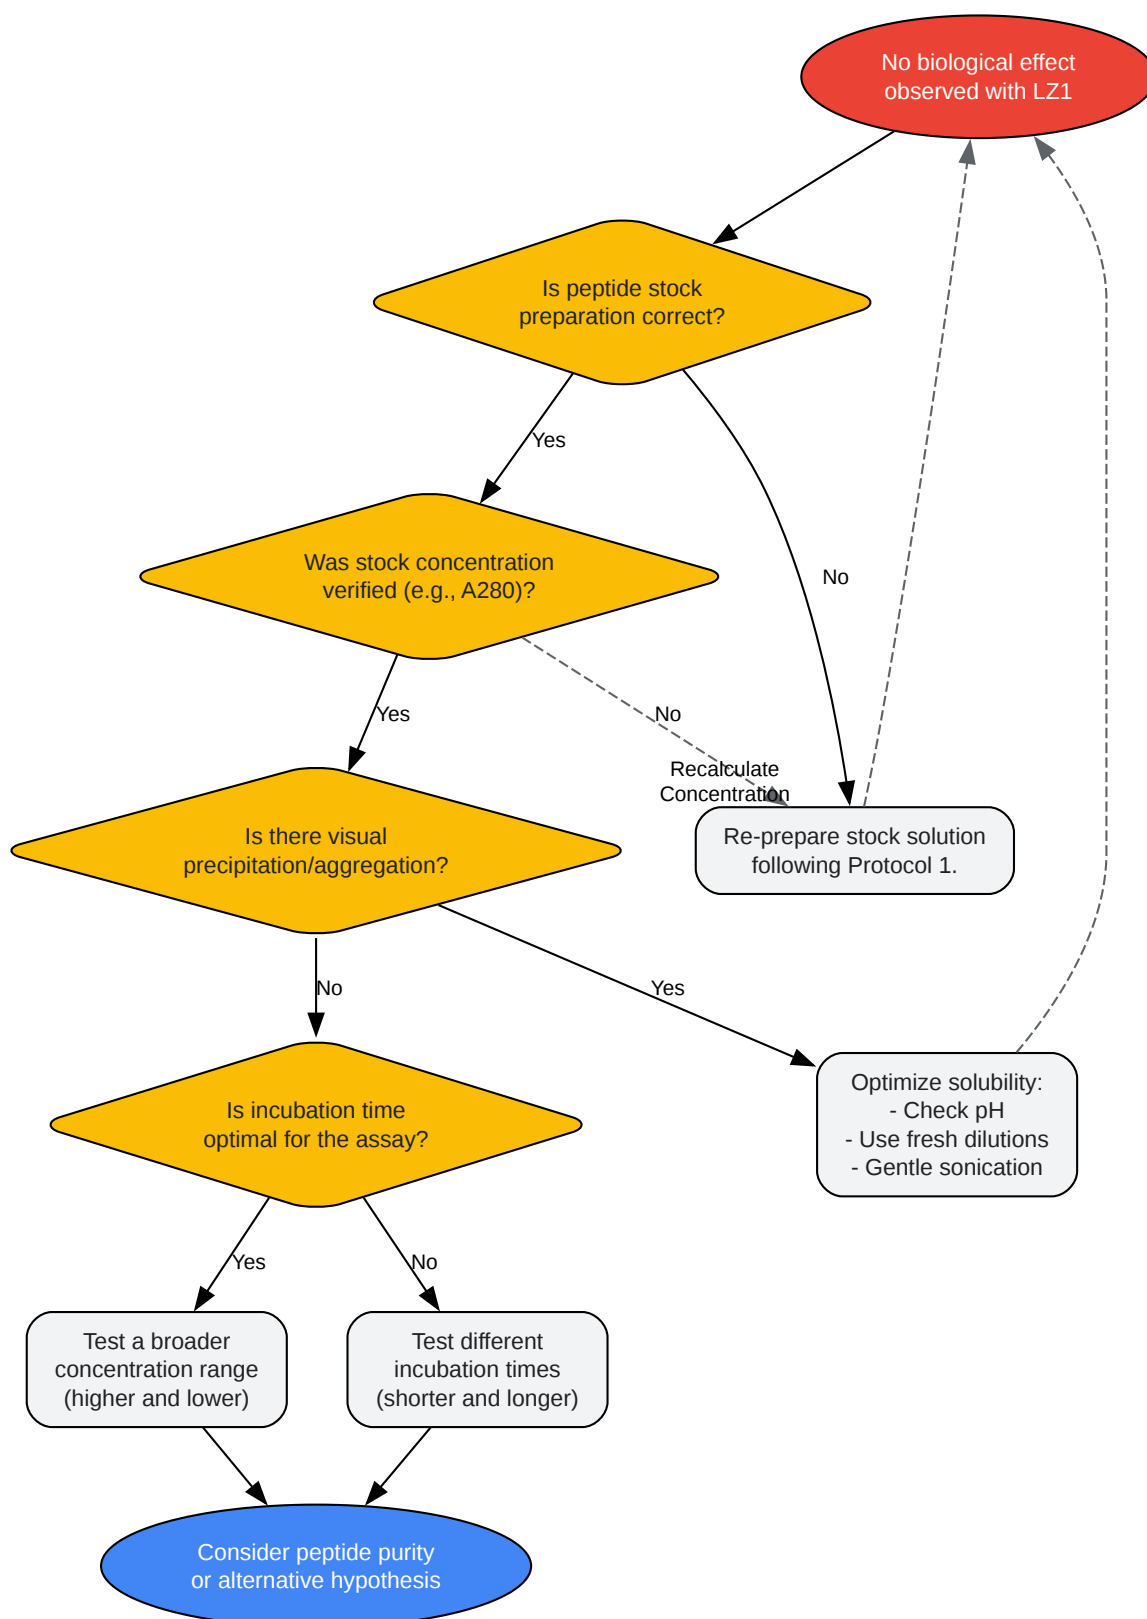 No biological effect
observed with LZ1
Is peptide stock
preparation correct?
Yes
Was stock concentration
verified (e.g., A280)?
No
Yes
No
Recalculate
Concentration
Is there visual
precipitation/aggregation?
Re-prepare stock solution
following Protocol 1.
No
Yes
Is incubation time
optimal for the assay?
Optimize solubility:
- Check pH
- Use fresh dilutions
- Gentle sonication
Yes
No
Test a broader
concentration range
(higher and lower)
Test different
incubation times
(shorter and longer)
Consider peptide purity
or alternative hypothesis